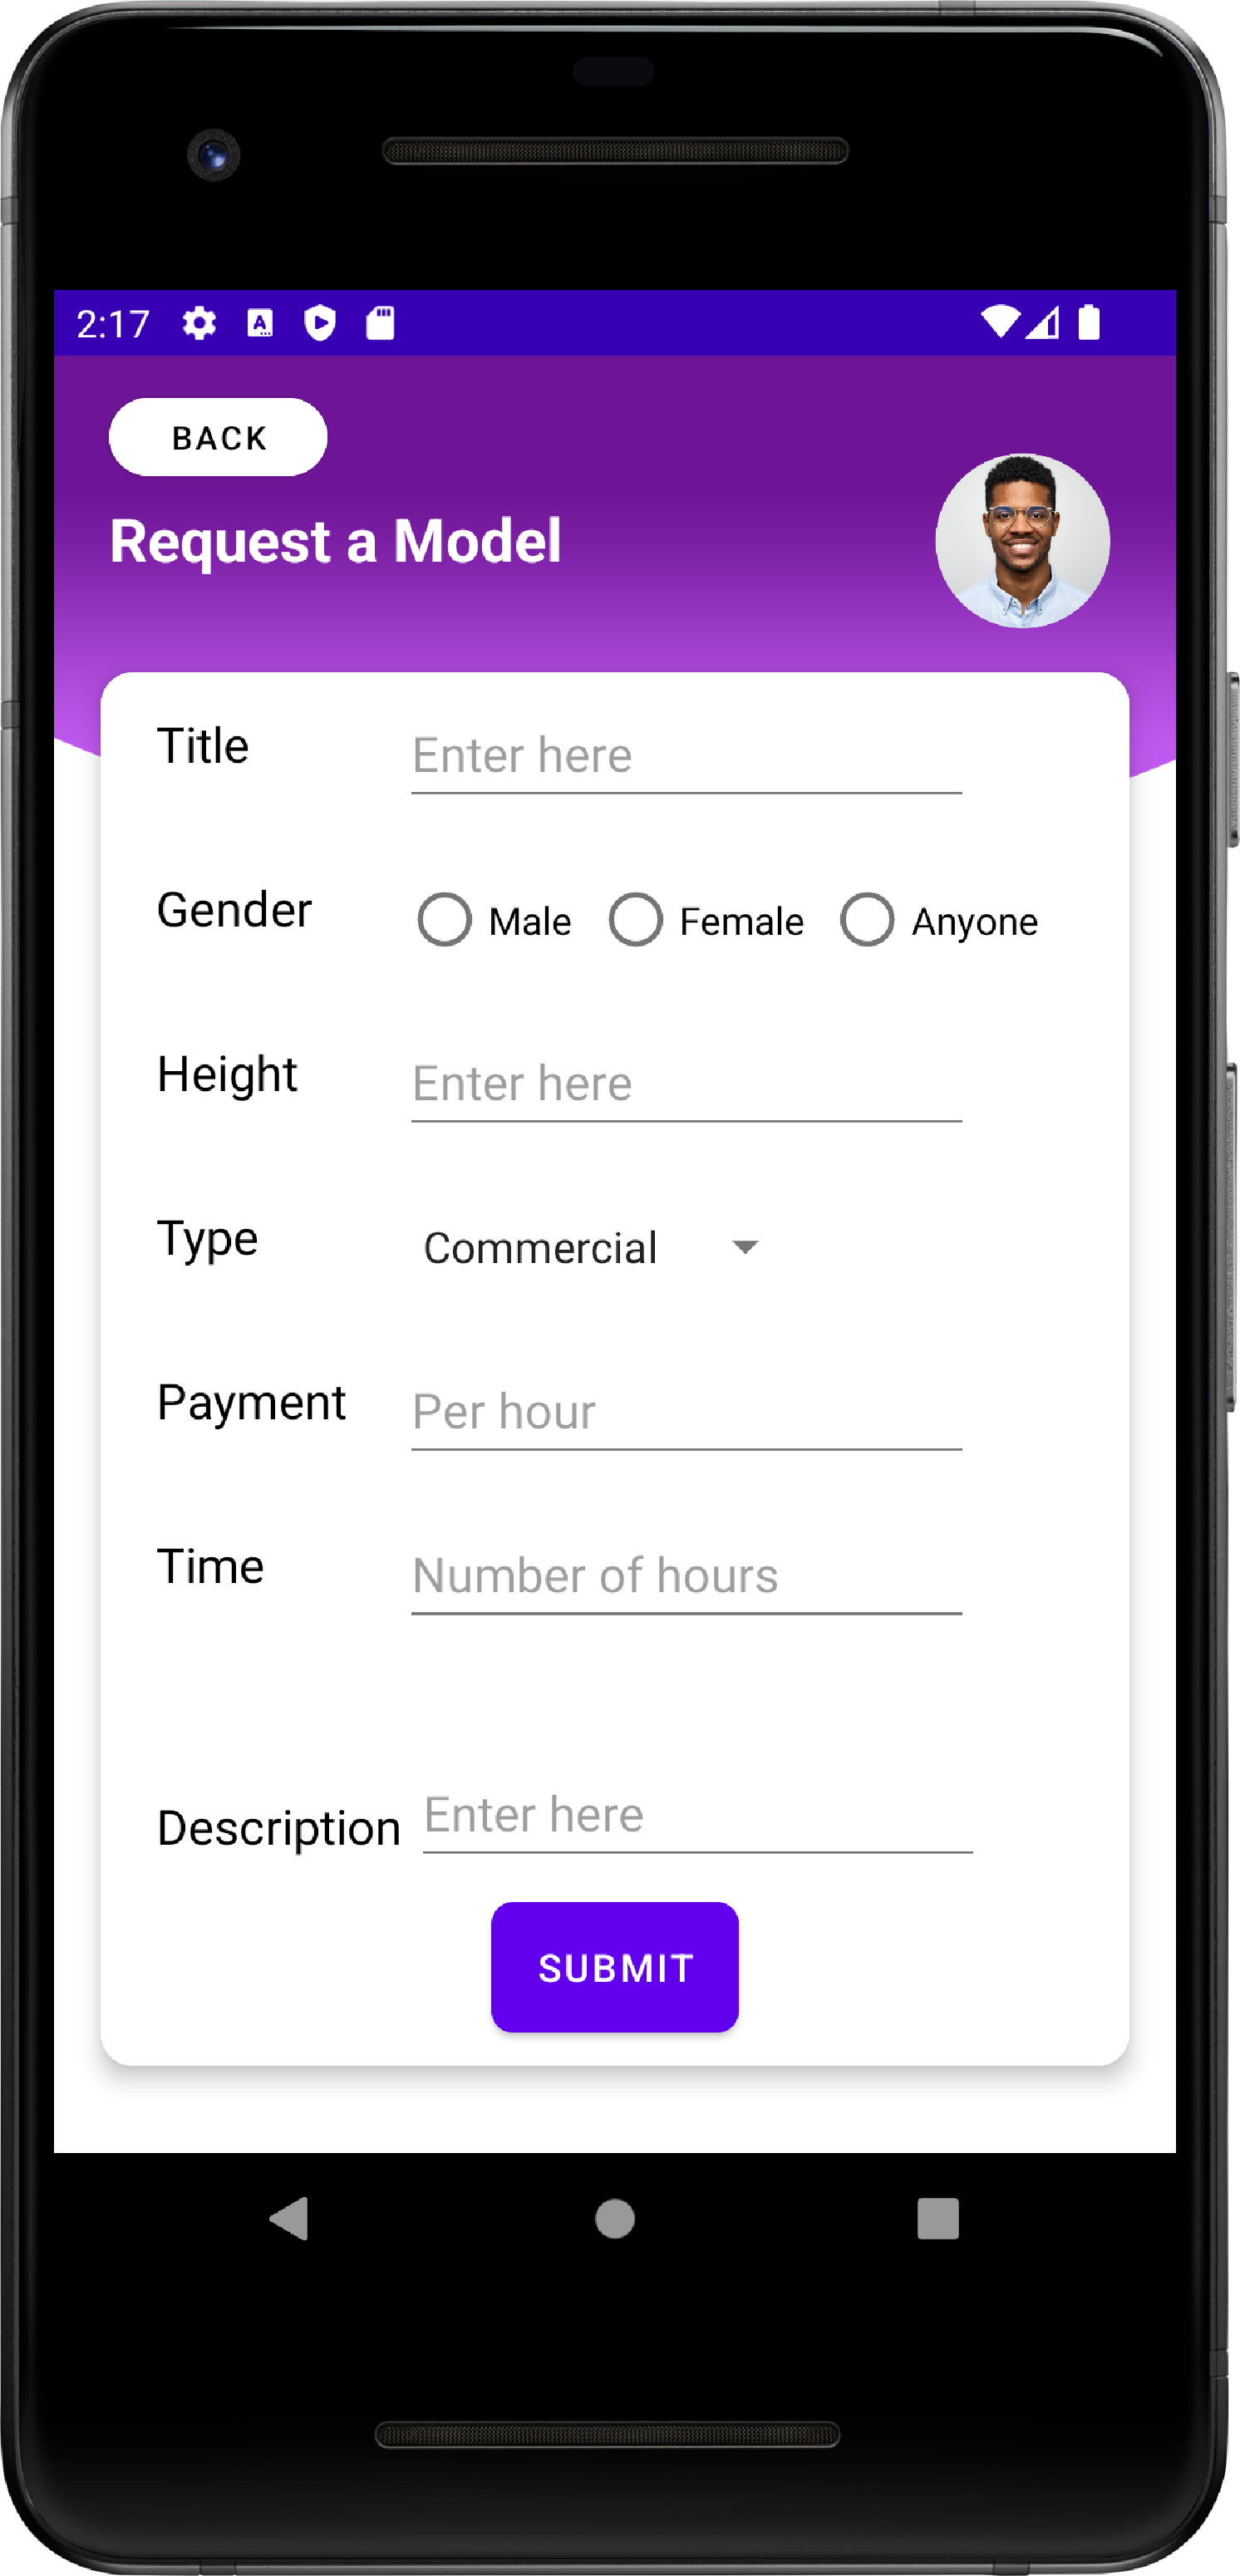 2:17
BACK
Request a Model
Title Enter here
Gender Male Female Anyone
Height Enter here
Type Commercial
Payment Per hour
Time Number of hours
Description Enter here
SUBMIT